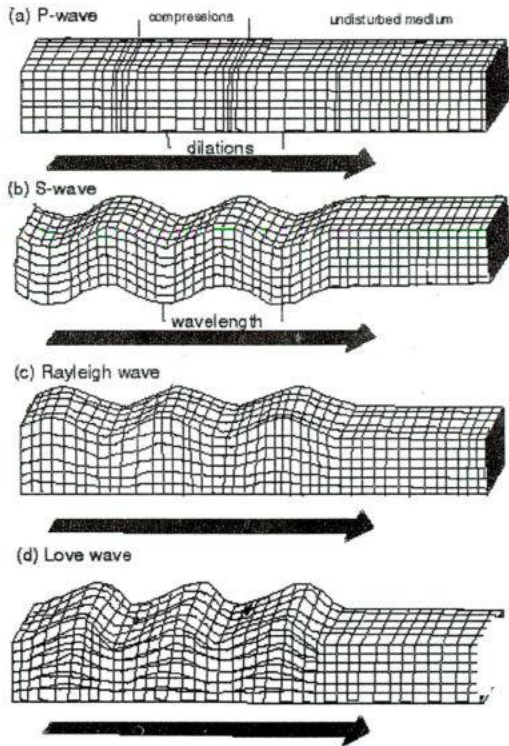 (a) P-wave
compressions
undisturbed medium
dilations
(b) S-wave
wavelength
(c) Rayleigh wave
(d) Love wave